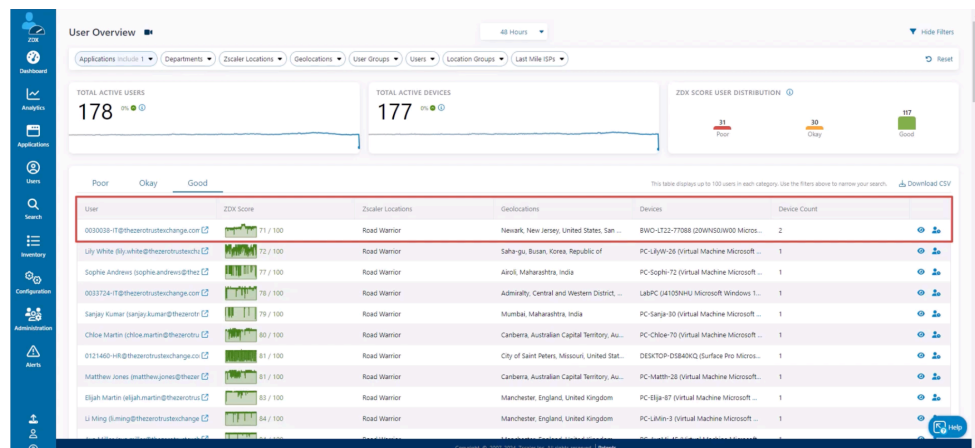 ZDX
User Overview
48 Hours
Hide Filters
Applications Include 1
Departments
Zscaler Locations
Geolocations
User Groups
Users
Location Groups
Last Mile ISPs
Reset
Dashboard
Analytics
Applications
Users
Search
Inventory
Configuration
Administration
Alerts
TOTAL ACTIVE USERS
178 0%
TOTAL ACTIVE DEVICES
177 0%
ZDX SCORE USER DISTRIBUTION
31 30 117
Poor Okay Good
Poor Okay Good
This table displays up to 100 users in each category. Use the filters above to narrow your search.
Download CSV
User ZDX Score Zscaler Locations Geolocations Devices Device Count
0030038-IT@thezerotrustexchange.com 71 / 100 Road Warrior Newark, New Jersey, United States, San ... BWO-LT22-77088 (20WNS0JW00 Micros... 2
Lily White (lily.white@thezerotrustexcha 72 / 100 Road Warrior Saha-gu, Busan, Korea, Republic of PC-LilyW-26 (Virtual Machine Microsoft ... 1
Sophie Andrews (sophie.andrews@thez 77 / 100 Road Warrior Airoli, Maharashtra, India PC-Sophi-72 (Virtual Machine Microsoft ... 1
0033724-IT@thezerotrustexchange.com 78 / 100 Road Warrior Admiralty, Central and Western District, ... LabPC (J4105NHU Microsoft Windows 1... 1
Sanjay Kumar (sanjay.kumar@thezerotr 79 / 100 Road Warrior Mumbai, Maharashtra, India PC-Sanja-30 (Virtual Machine Microsoft ... 1
Chloe Martin (chloe.martin@thezerotru 80 / 100 Road Warrior Canberra, Australian Capital Territory, Au... PC-Chloe-70 (Virtual Machine Microsoft ... 1
0121460-HR@thezerotrustexchange.co 81 / 100 Road Warrior City of Saint Peters, Missouri, United Stat... DESKTOP-DS840KQ (Surface Pro Micros... 1
Matthew Jones (matthew.jones@thezer 81 / 100 Road Warrior Canberra, Australian Capital Territory, Au... PC-Matth-28 (Virtual Machine Microsoft... 1
Elijah Martin (elijah.martin@thezerotrus 83 / 100 Road Warrior Manchester, England, United Kingdom PC-Elija-87 (Virtual Machine Microsoft ... 1
Li Ming (li.ming@thezerotrustexchange 84 / 100 Road Warrior Manchester, England, United Kingdom PC-LiMin-3 (Virtual Machine Microsoft ... 1
Help